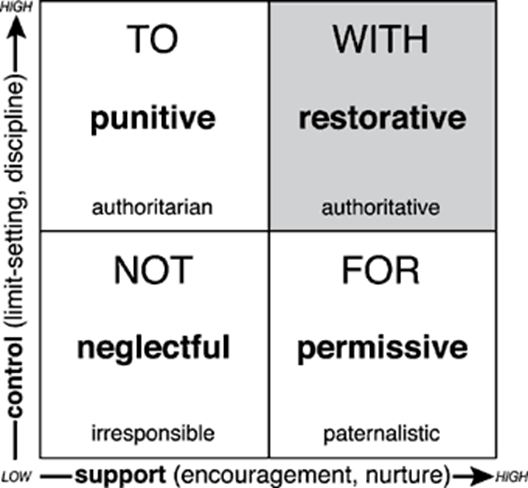 HIGH
control (limit-setting, discipline)
TO
punitive
authoritarian
WITH
restorative
authoritative
NOT
neglectful
irresponsible
FOR
permissive
paternalistic
LOW
support (encouragement, nurture)
HIGH